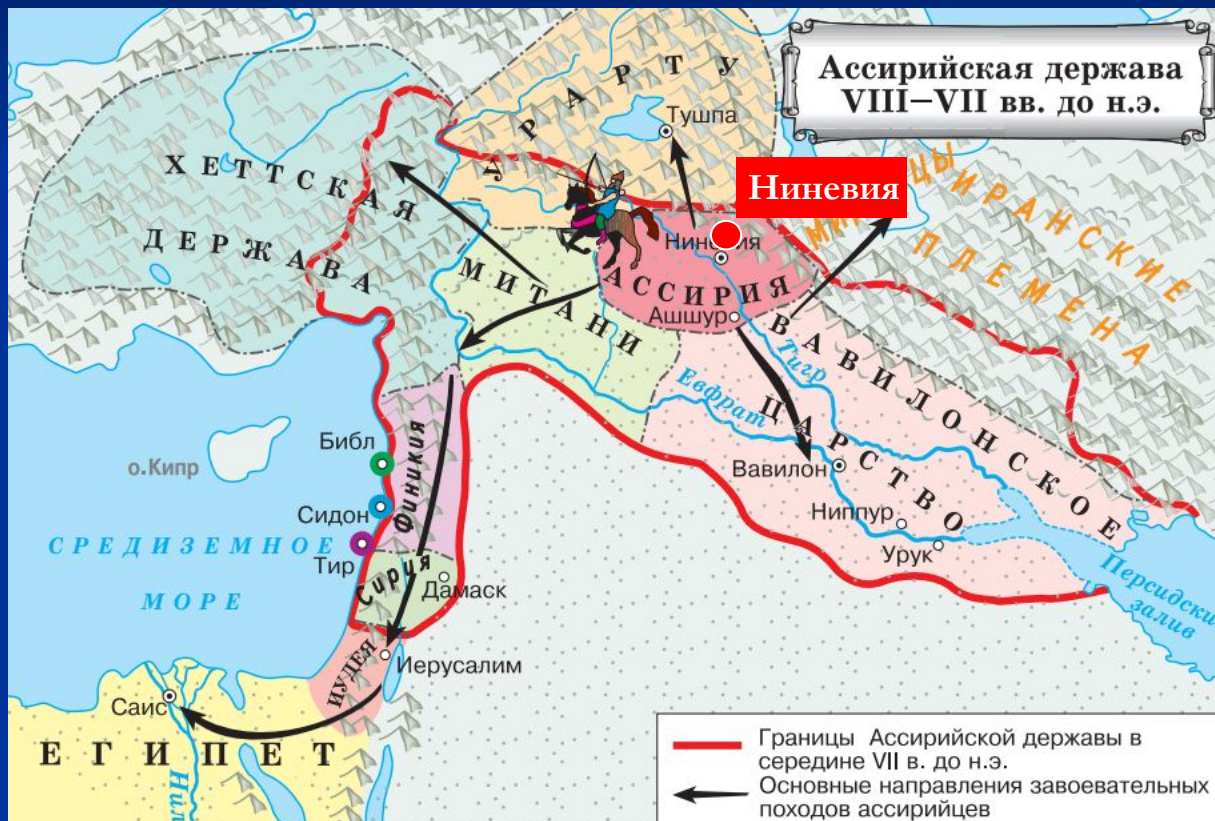 Ассирийская держава
VIII–VII вв. до н.э.
УРАРТУ
Тушпа
ХЕТТСКАЯ
ДЕРЖАВА
Ниневия
Ниневия
ИРАНСКИЕ
ПЛЕМЕНА
МИТАНИ
АССИРИЯ
Ашшур
ВАВИЛОНСКОЕ
ЦАРСТВО
Тигр
Евфрат
Библ
о.Кипр
Финикия
Вавилон
Сидон
Ниппур
СРЕДИЗЕМНОЕ
МОРЕ
Тир
Урук
Сирия
Дамаск
Персидски
залив
ИУДЕЯ
Иерусалим
Саис
ЕГИПЕТ
Нил
Границы Ассирийской державы в
середине VII в. до н.э.
Основные направления завоевательных
походов ассирийцев